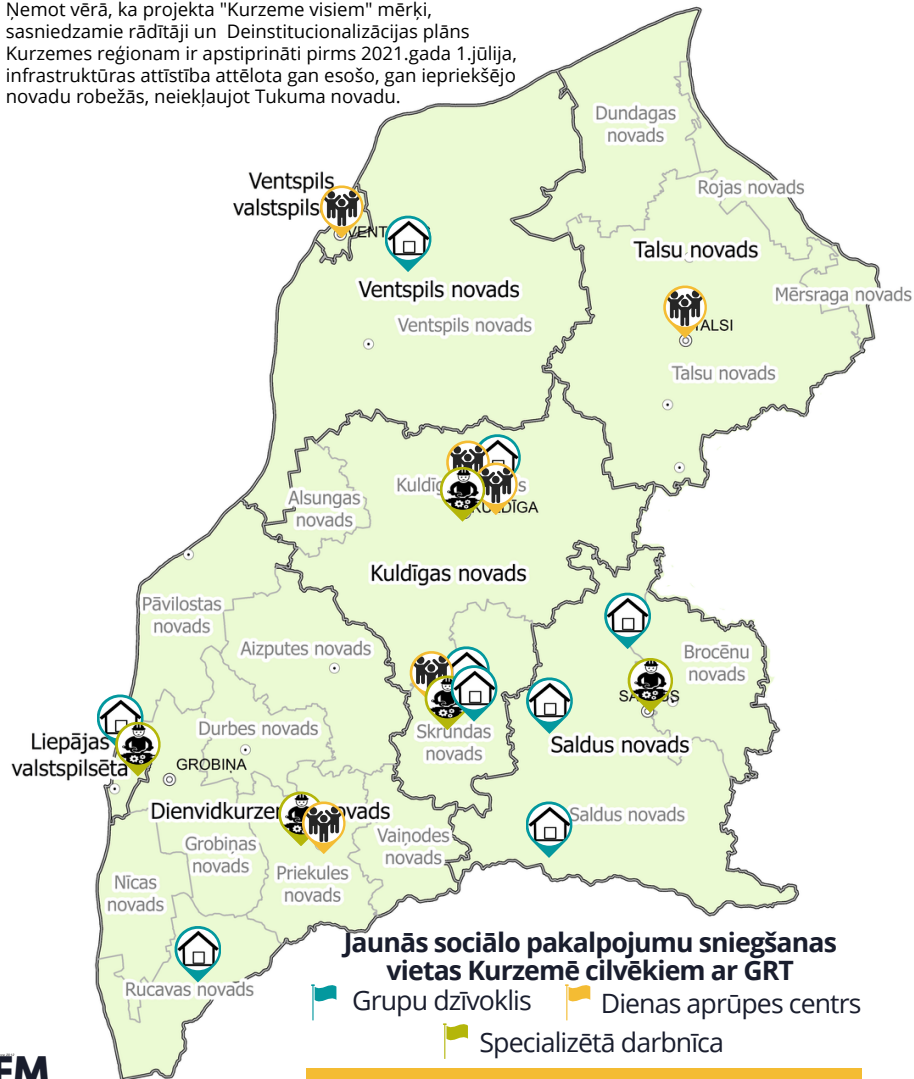 Ņemot vērā, ka projekta "Kurzeme visiem" mērķi,
sasniedzamie rādītāji un Deinstitucionalizācijas plāns
Kurzemes reģionam ir apstiprināti pirms 2021.gada 1.jūlija,
infrastruktūras attīstība attēlota gan esošo, gan iepriekšējo
novadu robežās, neiekļaujot Tukuma novadu.
Dundagas
novads
Ventspils
valstspils
VENT
Rojas novads
Talsu novads
Ventspils novads
Mērsraga novads
Ventspils novads
TALSI
Talsu novads
Alsungas
novads
KULDĪGA
Kuldīgas novads
Pāvilostas
novads
Aizputes novads
Brocēnu
novads
Durbes novads
Skrundas
novads
Saldus novads
Liepājas
valstspilsēta
GROBIŅA
Saldus novads
Grobiņas
novads
Vaiņodes
novads
Priekules
novads
Nīcas
novads
Rucavas novads
Jaunās sociālo pakalpojumu sniegšanas
vietas Kurzemē cilvēkiem ar GRT
Grupu dzīvoklis Dienas aprūpes centrs
Specializētā darbnīca